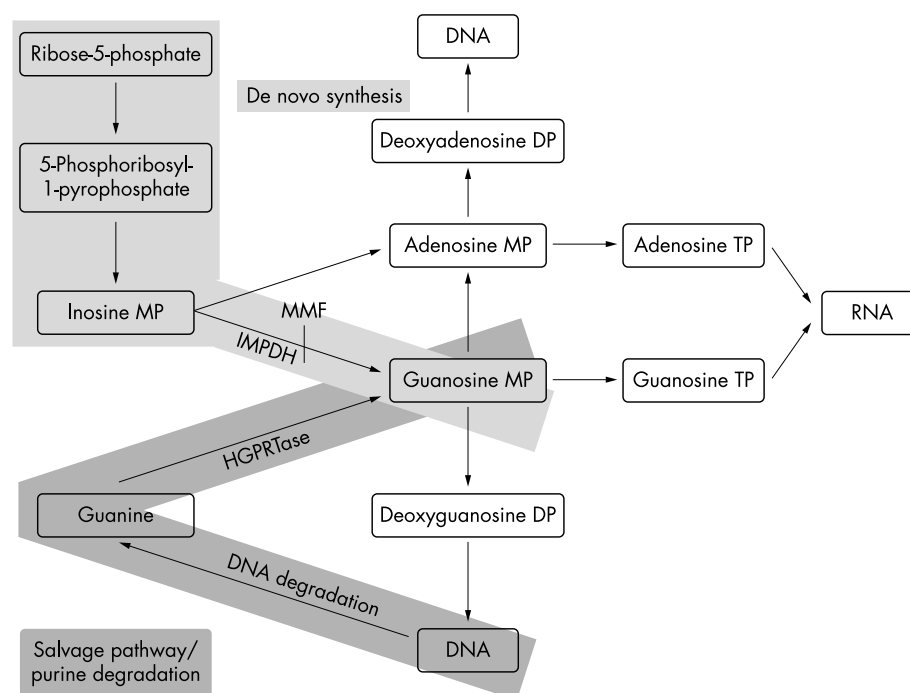 DNA
Ribose-5-phosphate
De novo synthesis
Deoxyadenosine DP
5-Phosphoribosyl-
1-pyrophosphate
Adenosine MP
Adenosine TP
Inosine MP
MMF
RNA
IMPDH
Guanosine MP
Guanosine TP
HGPRTase
Guanine
Deoxyguanosine DP
DNA degradation
DNA
Salvage pathway/
purine degradation